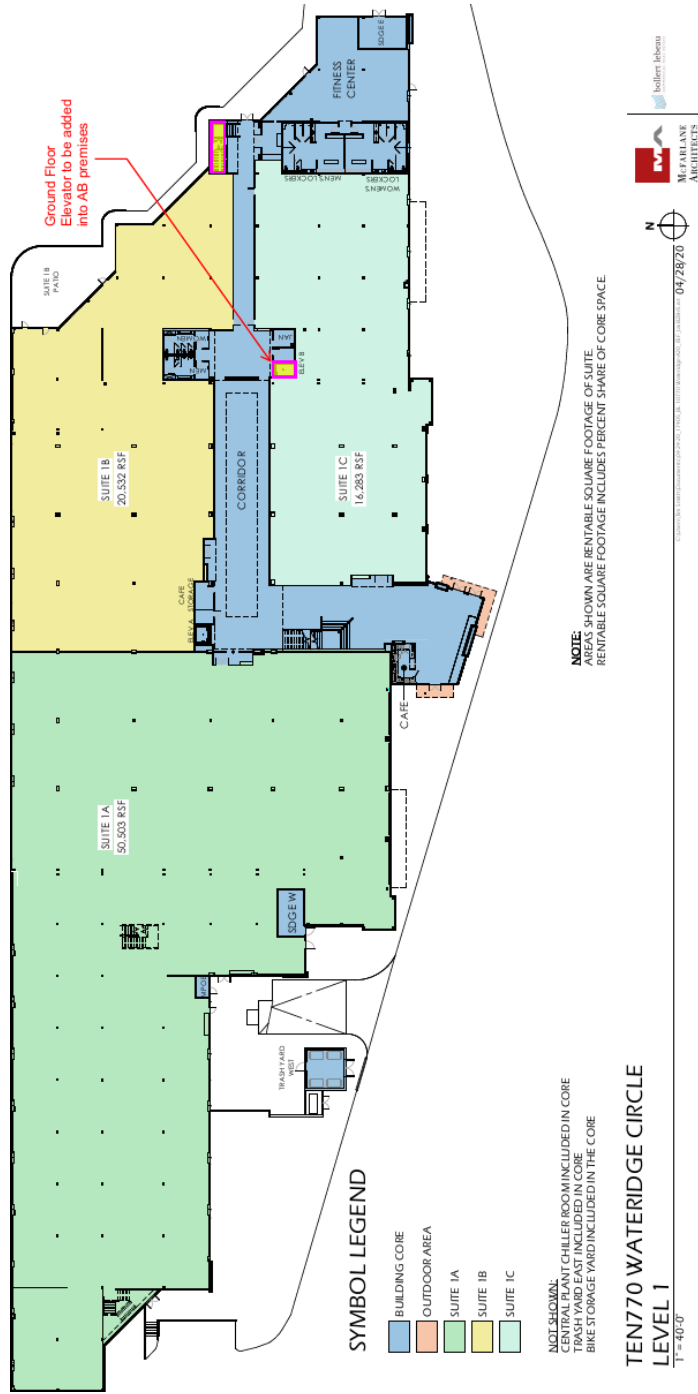 Ground Floor
Elevator to be added
into AB premises
SUITE 1B
PATIO
SUITE 1A
50,503 RSF
SUITE 1B
20,532 RSF
SUITE 1C
16,283 RSF
CORRIDOR
WOMEN
MEN
JAN
ELEV B
ELEV A
CAFE
STORAGE
CAFE
FITNESS
CENTER
SDGE E
MEN'S LOCKERS
WOMEN'S
LOCKERS
SDGE W
MPOE
TRASH YARD
WEST
SYMBOL LEGEND
BUILDING CORE
OUTDOOR AREA
SUITE 1A
SUITE 1B
SUITE 1C
NOT SHOWN:
CENTRAL PLANT CHILLER ROOM INCLUDED IN CORE
TRASH YARD EAST INCLUDED IN CORE
BIKE STORAGE YARD INCLUDED IN THE CORE
NOTE:
AREAS SHOWN ARE RENTABLE SQUARE FOOTAGE OF SUITE.
RENTABLE SQUARE FOOTAGE INCLUDES PERCENT SHARE OF CORE SPACE.
TEN770 WATERIDGE CIRCLE
LEVEL 1
1" = 40'-0"
N
04/28/20
MCFARLANE
ARCHITECTS
bollert lebeau